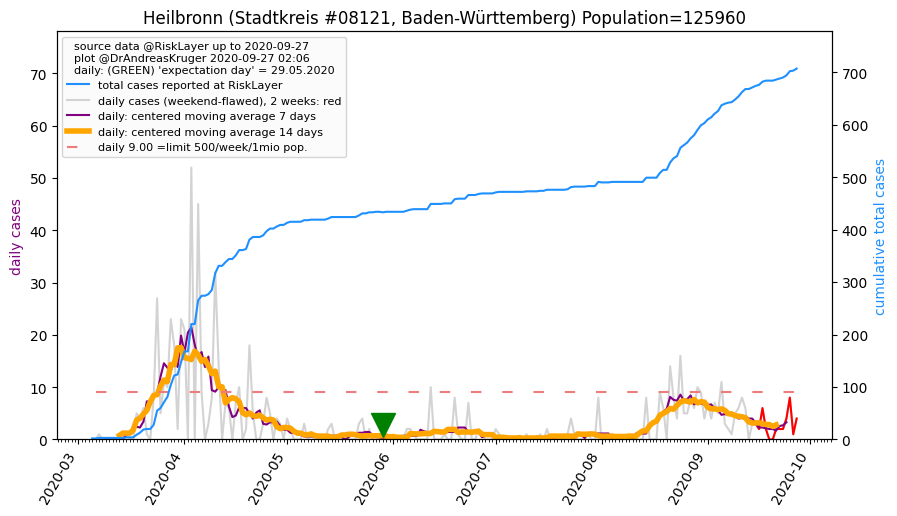 Heilbronn (Stadtkreis #08121, Baden-Württemberg) Population=125960
source data @RiskLayer up to 2020-09-27
plot @DrAndreasKruger 2020-09-27 02:06
daily: (GREEN) 'expectation day' = 29.05.2020
total cases reported at RiskLayer
daily cases (weekend-flawed), 2 weeks: red
daily: centered moving average 7 days
daily: centered moving average 14 days
daily 9.00 =limit 500/week/1mio pop.
daily cases
70
60
50
40
30
20
10
0
cumulative total cases
700
600
500
400
300
200
100
0
2020-03
2020-04
2020-05
2020-06
2020-07
2020-08
2020-09
2020-10